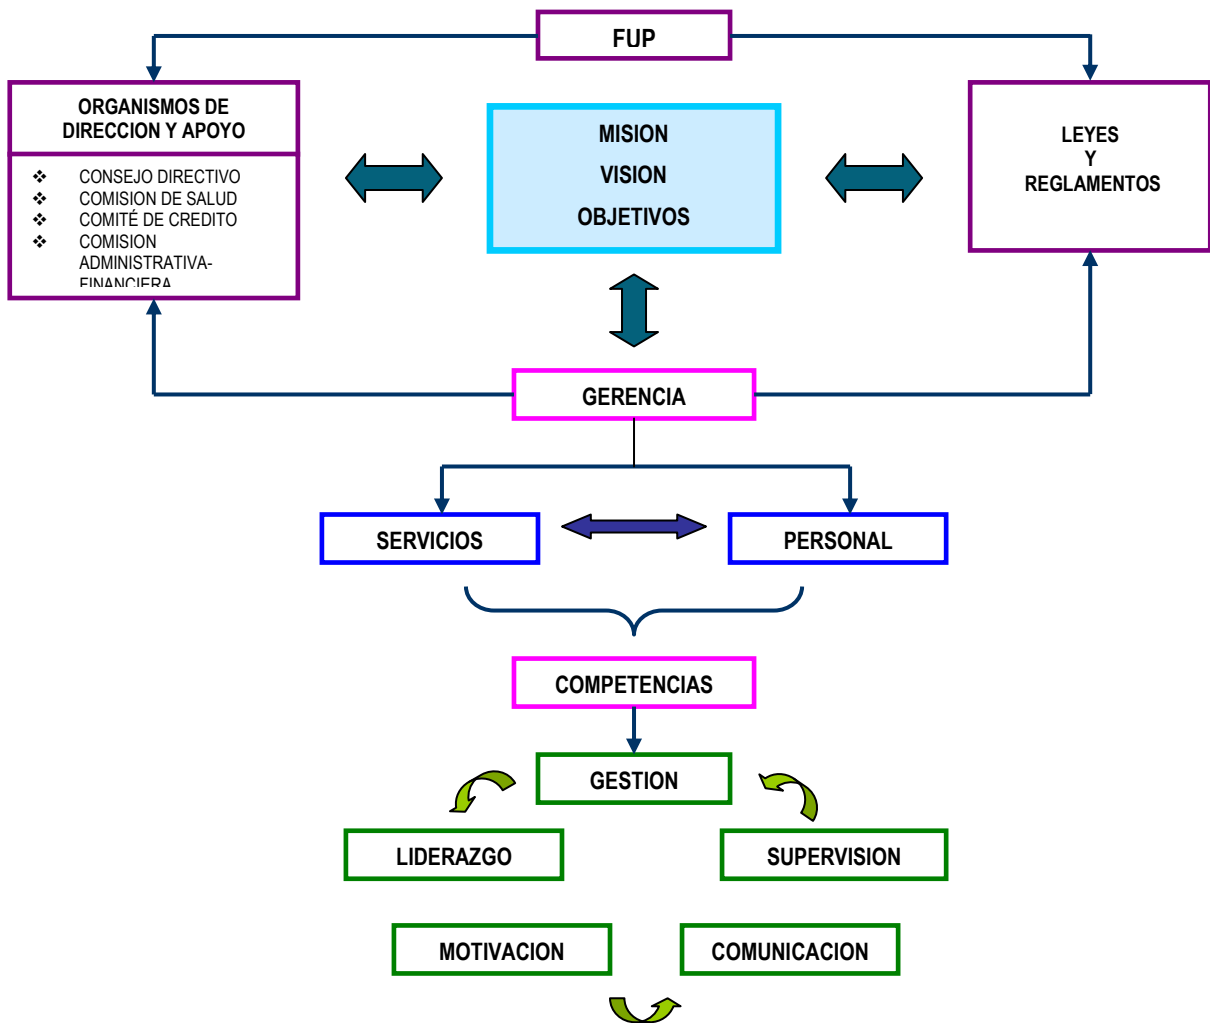 FUP
ORGANISMOS DE
DIRECCION Y APOYO
❖ CONSEJO DIRECTIVO
❖ COMISION DE SALUD
❖ COMITÉ DE CREDITO
❖ COMISION
ADMINISTRATIVA-
FINANCIERA
MISION
VISION
OBJETIVOS
LEYES
Y
REGLAMENTOS
GERENCIA
SERVICIOS
PERSONAL
COMPETENCIAS
GESTION
LIDERAZGO
SUPERVISION
MOTIVACION
COMUNICACION